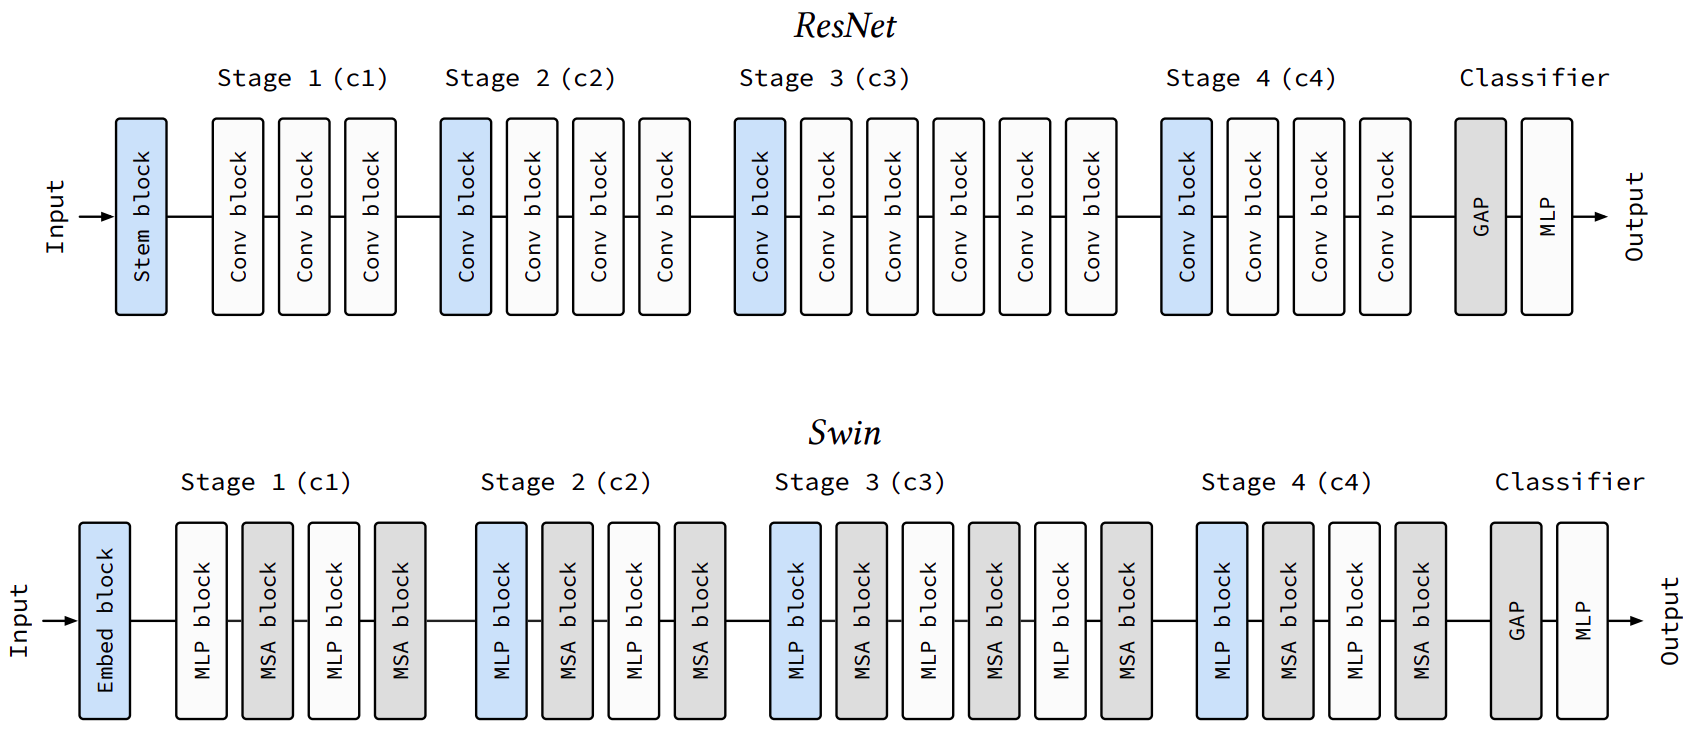 ResNet
Stage 1 (c1) Stage 2 (c2) Stage 3 (c3) Stage 4 (c4) Classifier
Input Stem block Conv block Conv block Conv block Conv block Conv block Conv block Conv block Conv block Conv block Conv block Conv block Conv block Conv block Conv block Conv block Conv block Conv block GAP MLP Output
Swin
Stage 1 (c1) Stage 2 (c2) Stage 3 (c3) Stage 4 (c4) Classifier
Input Embed block MLP block MSA block MLP block MSA block MLP block MSA block MLP block MSA block MLP block MSA block MLP block MSA block MLP block MSA block MLP block MSA block MLP block MSA block GAP MLP Output